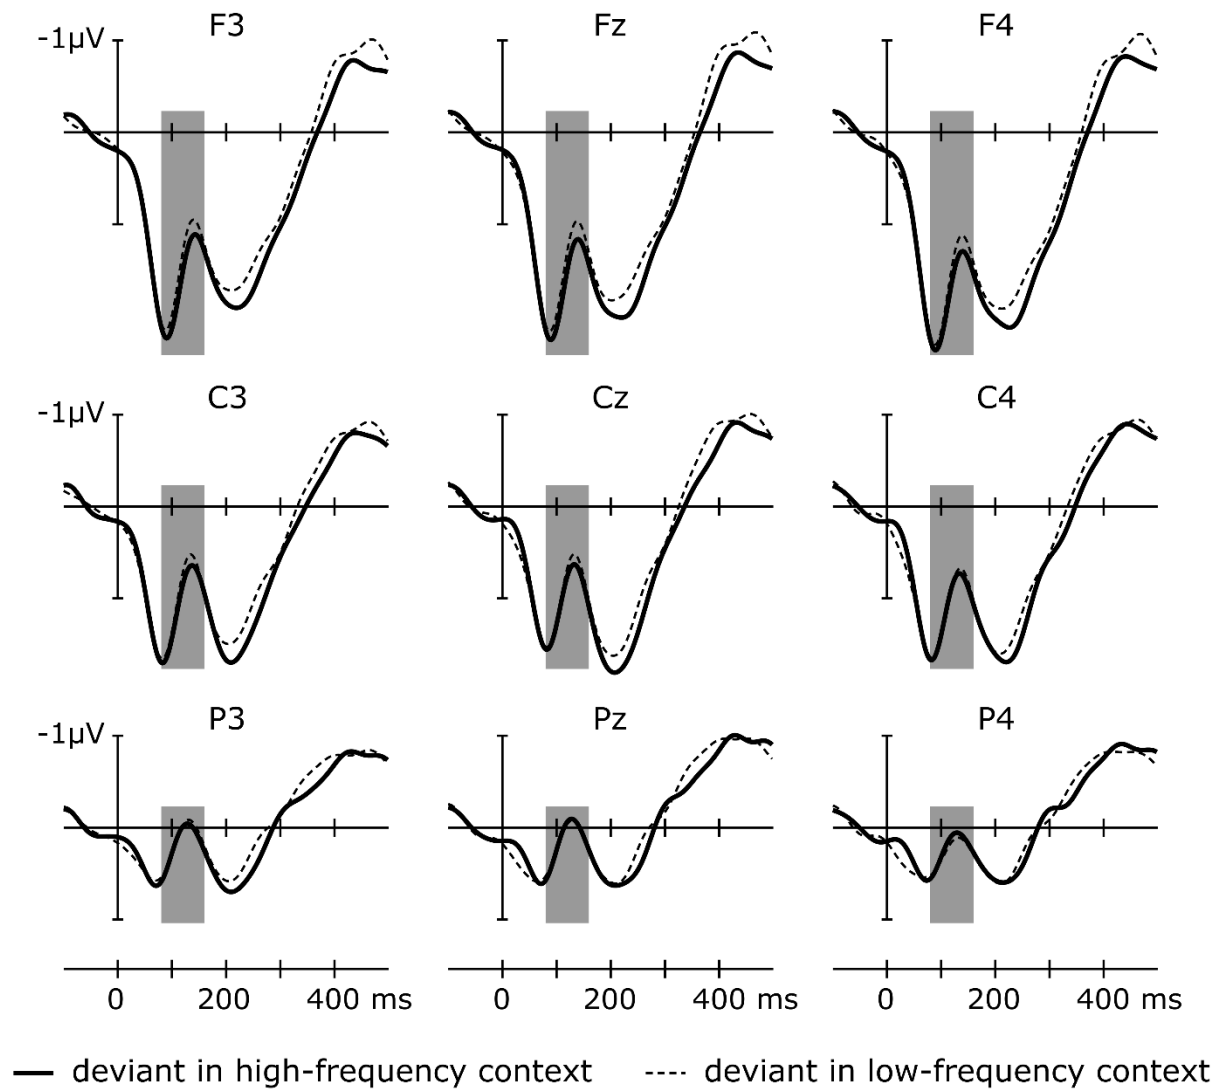 F3 Fz F4
-1µV
C3 Cz C4
-1µV
P3 Pz P4
-1µV
0 200 400 ms 0 200 400 ms 0 200 400 ms
deviant in high-frequency context deviant in low-frequency context